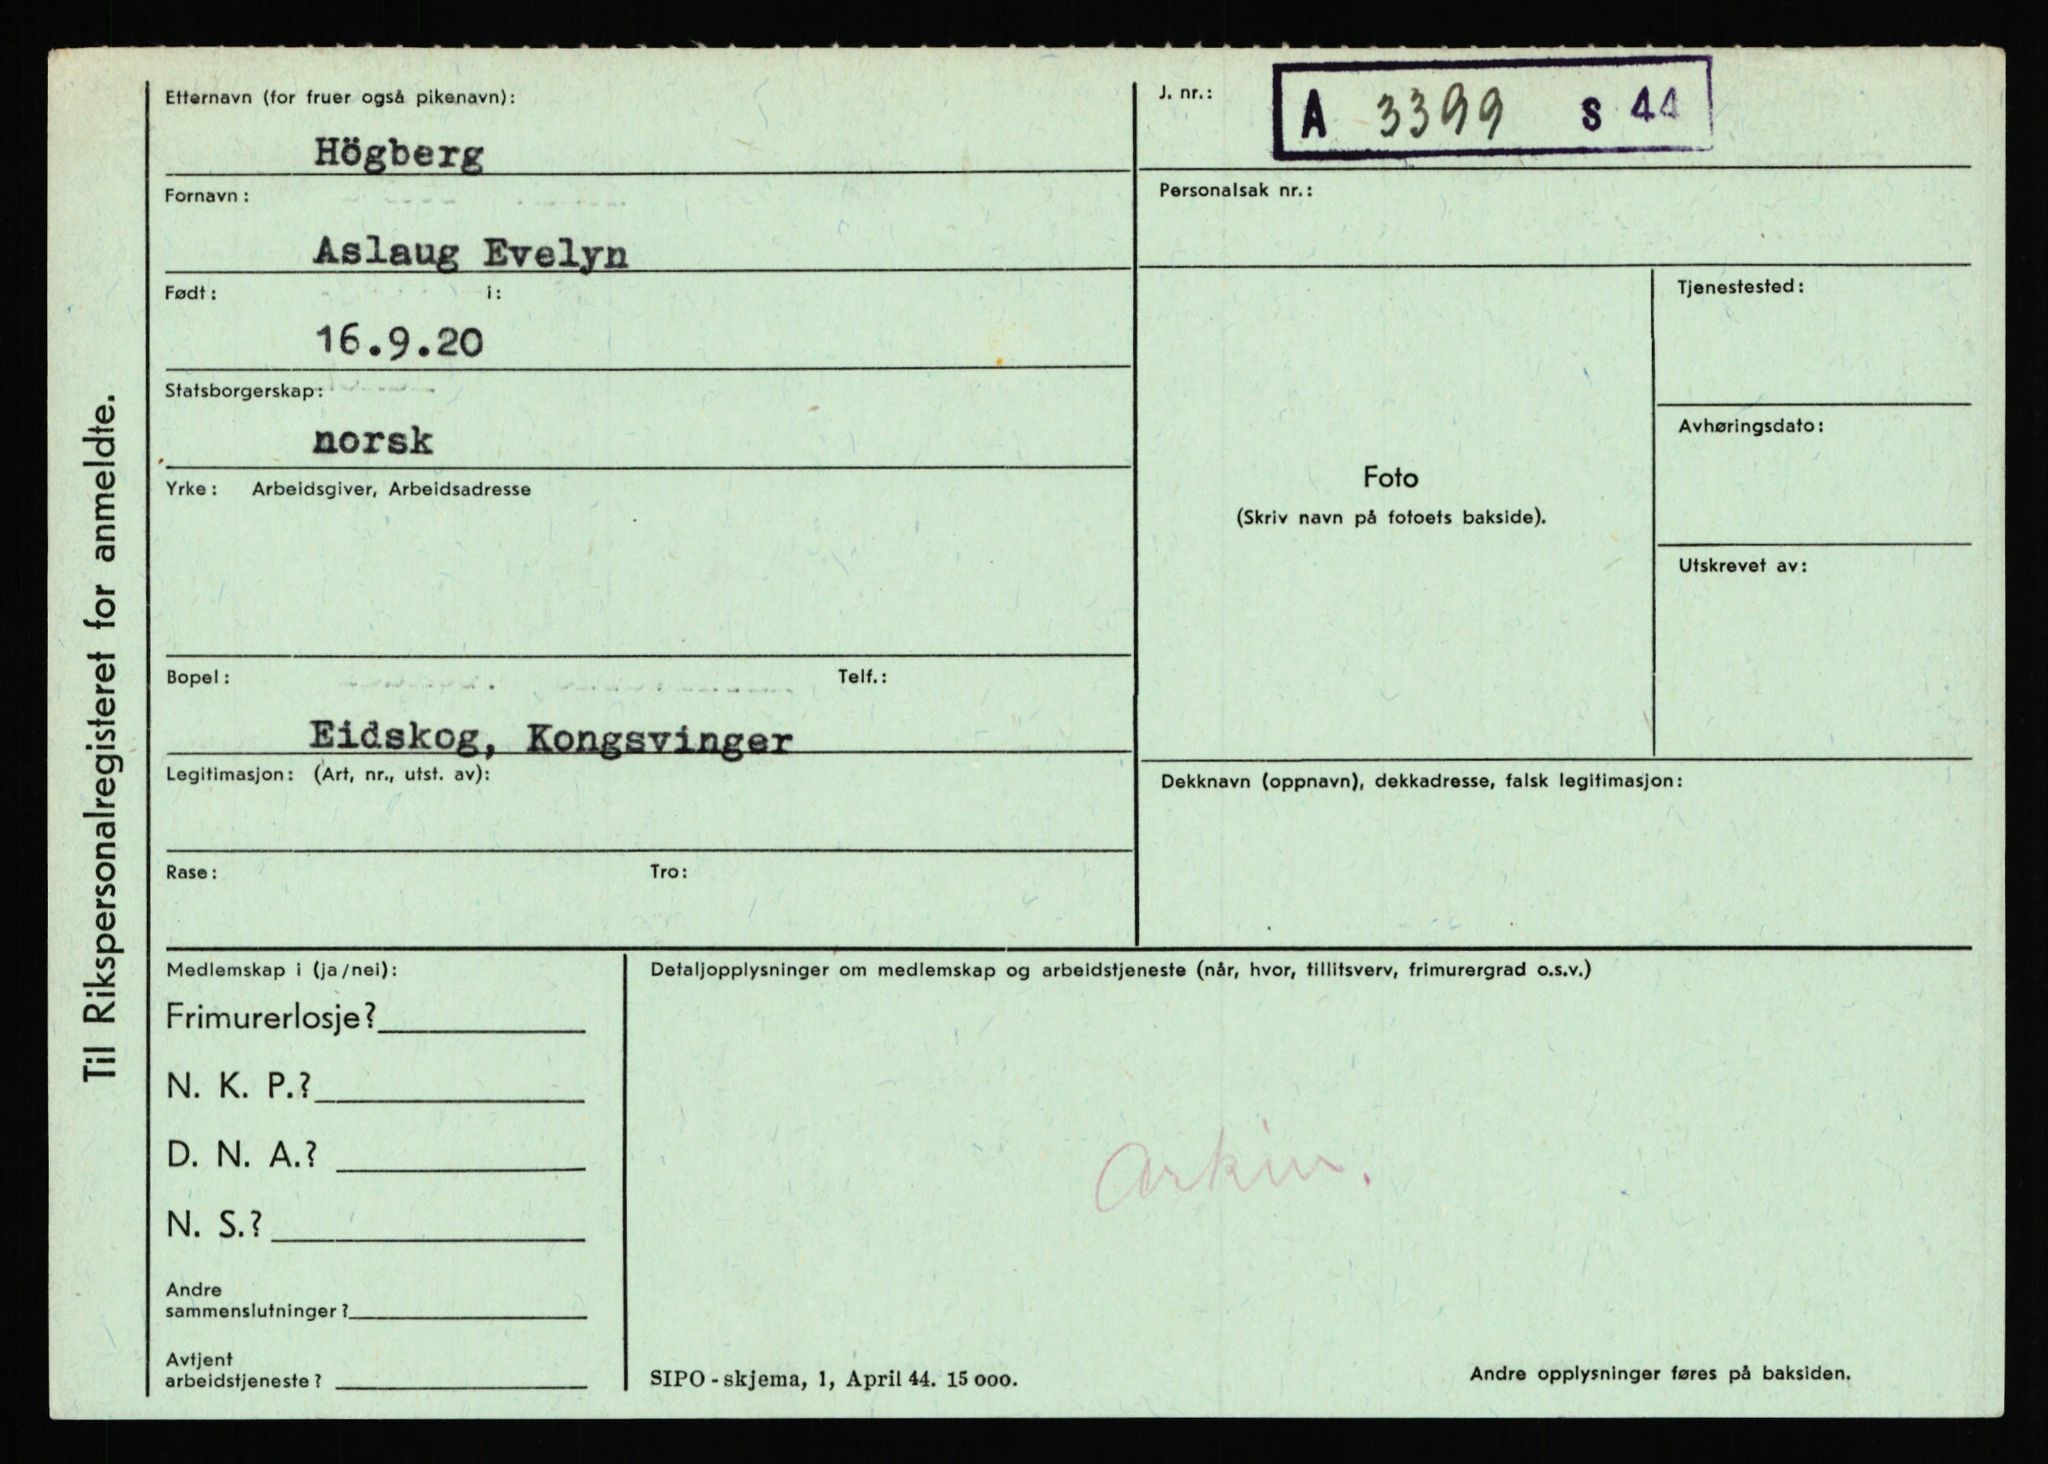 Til Rikspersonalregisteret for anmeldte.
Etternavn (for fruer også pikenavn):
Högberg
Fornavn:
Aslaug Evelyn
Født: i:
16.9.20
Statsborgerskap:
norsk
Yrke: Arbeidsgiver, Arbeidsadresse
Bopel: Telf.:
Eidskog, Kongsvinger
Legitimasjon: (Art, nr., utst. av):
Rase: Tro:
J. nr.:
A 3399 S 44
Personalsak nr.:
Foto
(Skriv navn på fotoets bakside).
Tjenestested:
Avhøringsdato:
Utskrevet av:
Dekknavn (oppnavn), dekkadresse, falsk legitimasjon:
Medlemskap i (ja/nei):
Frimurerlosje?
N. K. P.?
D. N. A.?
N. S.?
Andre
sammenslutninger?
Avtjent
arbeidstjeneste?
Detaljopplysninger om medlemskap og arbeidstjeneste (når, hvor, tillitsverv, frimurergrad o.s.v.)
Arkiv.
SIPO - skjema, 1, April 44. 15 000.
Andre opplysninger føres på baksiden.